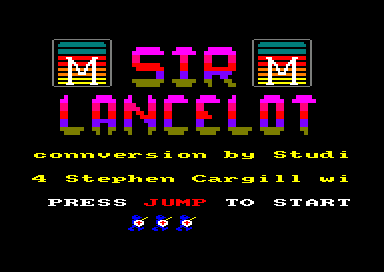 M SIR M
LANCELOT
connversion by Studi
4 Stephen Cargill wi
PRESS JUMP TO START